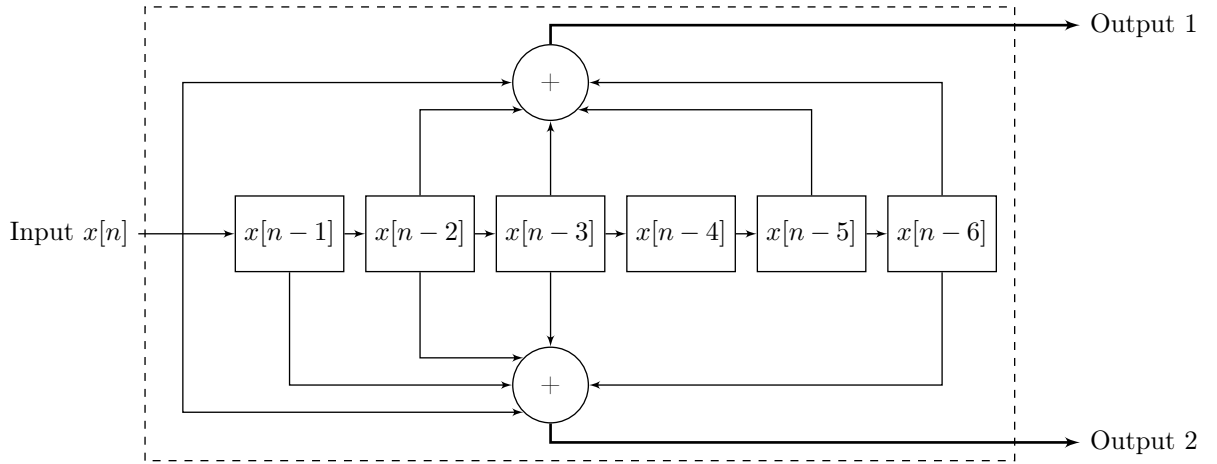 Output 1
+
Input x[n]
x[n − 1]
x[n − 2]
x[n − 3]
x[n − 4]
x[n − 5]
x[n − 6]
+
Output 2